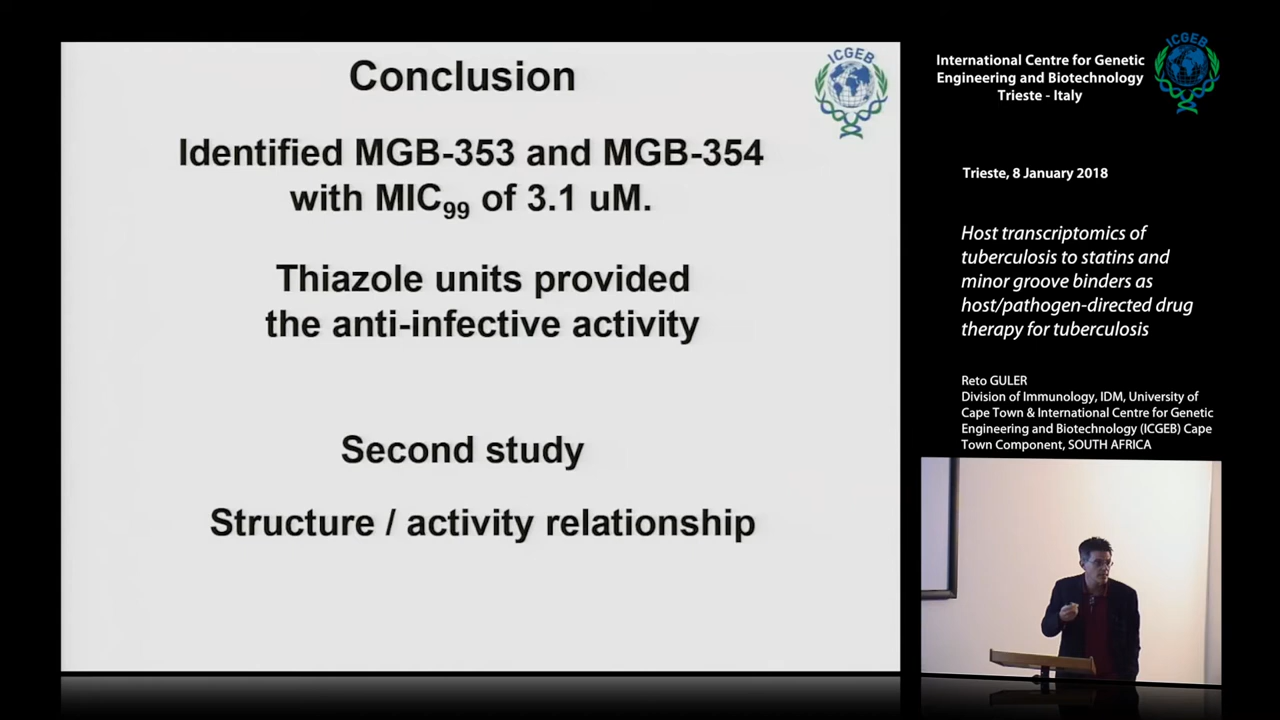 Conclusion
ICGEB
Identified MGB-353 and MGB-354
with MIC99 of 3.1 uM.
Thiazole units provided
the anti-infective activity
Second study
Structure / activity relationship
International Centre for Genetic
Engineering and Biotechnology
Trieste - Italy
ICGEB
Trieste, 8 January 2018
Host transcriptomics of
tuberculosis to statins and
minor groove binders as
host/pathogen-directed drug
therapy for tuberculosis
Reto GULER
Division of Immunology, IDM, University of
Cape Town & International Centre for Genetic
Engineering and Biotechnology (ICGEB) Cape
Town Component, SOUTH AFRICA